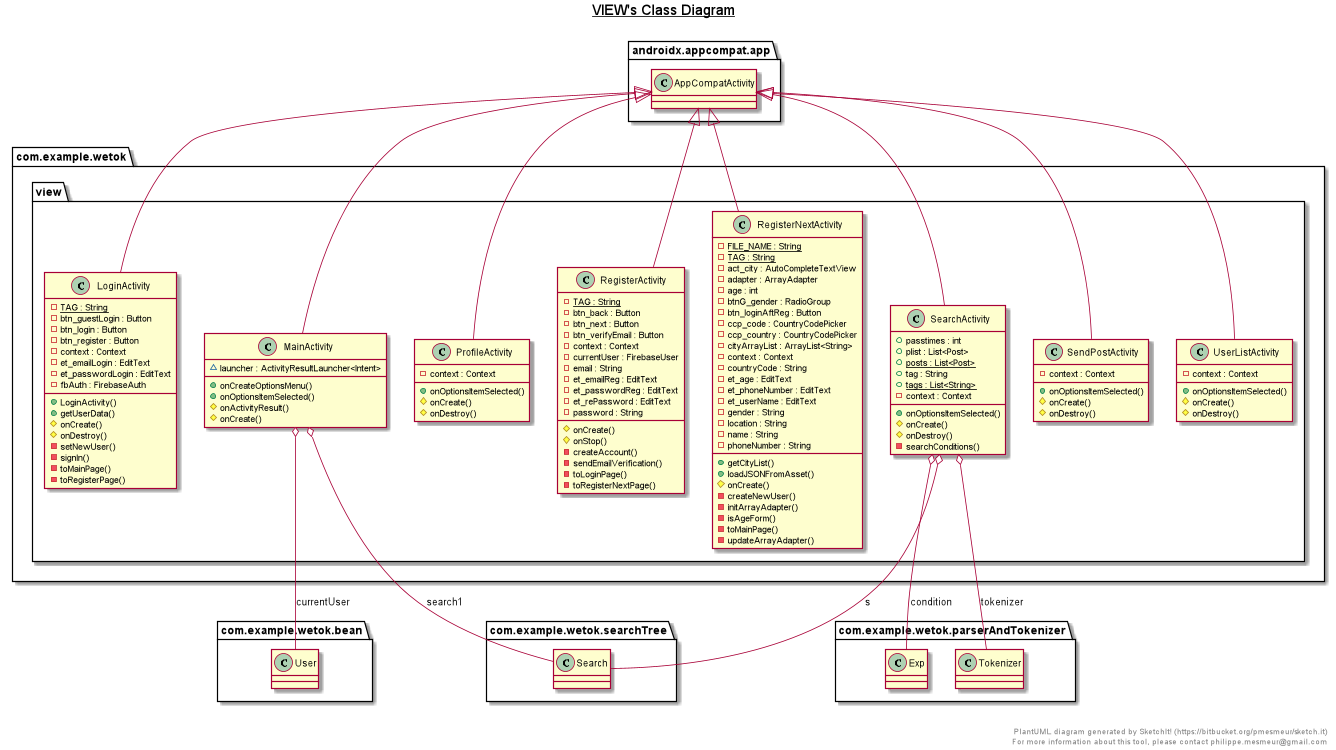 VIEW's Class Diagram
androidx.appcompat.app
C AppCompatActivity
com.example.wetok
view
C LoginActivity
TAG : String
btn_guestLogin : Button
btn_login : Button
btn_register : Button
context : Context
et_emailLogin : EditText
et_passwordLogin : EditText
fbAuth : FirebaseAuth
LoginActivity()
getUserData()
onCreate()
onDestroy()
setNewUser()
signIn()
toMainPage()
toRegisterPage()
C MainActivity
launcher : ActivityResultLauncher<Intent>
onCreateOptionsMenu()
onOptionsItemSelected()
onActivityResult()
onCreate()
C ProfileActivity
context : Context
onOptionsItemSelected()
onCreate()
onDestroy()
C RegisterActivity
TAG : String
btn_back : Button
btn_next : Button
btn_verifyEmail : Button
context : Context
currentUser : FirebaseUser
email : String
et_emailReg : EditText
et_passwordReg : EditText
et_rePassword : EditText
password : String
onCreate()
onStop()
createAccount()
sendEmailVerification()
toLoginPage()
toRegisterNextPage()
C RegisterNextActivity
FILE_NAME : String
TAG : String
act_city : AutoCompleteTextView
adapter : ArrayAdapter
age : int
btnG_gender : RadioGroup
btn_loginAftReg : Button
ccp_code : CountryCodePicker
ccp_country : CountryCodePicker
cityArrayList : ArrayList<String>
context : Context
countryCode : String
et_age : EditText
et_phoneNumber : EditText
et_userName : EditText
gender : String
location : String
name : String
phoneNumber : String
getCityList()
loadJSONFromAsset()
onCreate()
createNewUser()
initArrayAdapter()
isAgeForm()
toMainPage()
updateArrayAdapter()
C SearchActivity
passtimes : int
plist : List<Post>
posts : List<Post>
tag : String
tags : List<String>
context : Context
onOptionsItemSelected()
onCreate()
onDestroy()
searchConditions()
C SendPostActivity
context : Context
onOptionsItemSelected()
onCreate()
onDestroy()
C UserListActivity
context : Context
onOptionsItemSelected()
onCreate()
onDestroy()
currentUser
search1
s
condition
tokenizer
com.example.wetok.bean
C User
com.example.wetok.searchTree
C Search
com.example.wetok.parserAndTokenizer
C Exp
C Tokenizer
PlantUML diagram generated by SketchIt! (https://bitbucket.org/pmesmeur/sketch.it)
For more information about this tool, please contact philippe.mesmeur@gmail.com